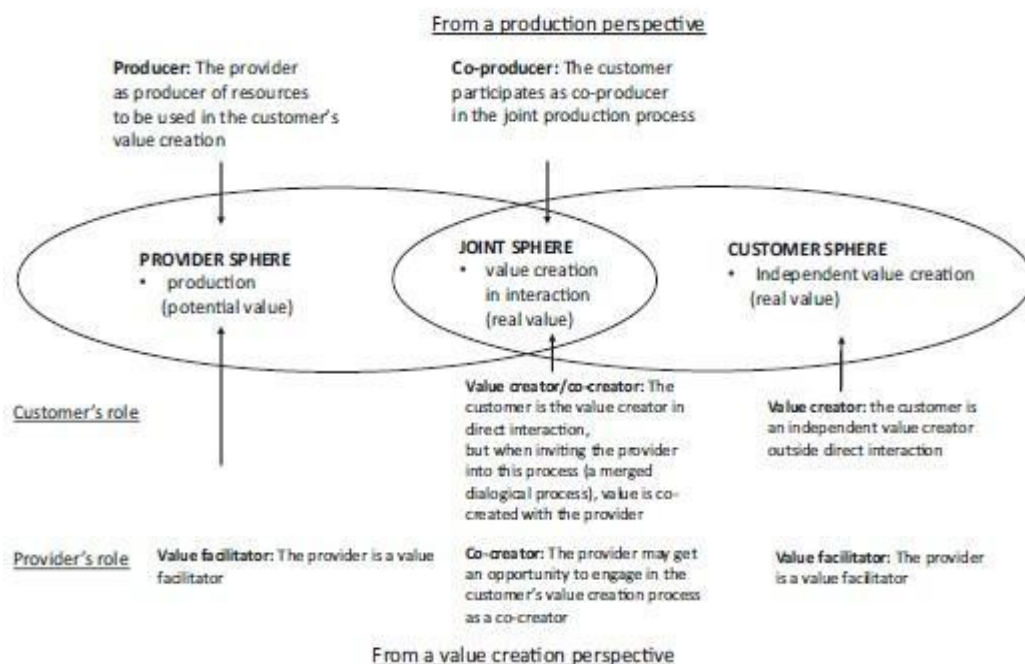 From a production perspective
Producer: The provider
as producer of resources
to be used in the customer's
value creation
Co-producer: The customer
participates as co-producer
in the joint production process
PROVIDER SPHERE
• production
(potential value)
JOINT SPHERE
• value creation
in interaction
(real value)
CUSTOMER SPHERE
• Independent value creation
(real value)
Customer's role
Value creator/co-creator: The
customer is the value creator in
direct interaction,
but when inviting the provider
into this process (a merged
dialogical process), value is co-
created with the provider
Value creator: the customer is
an independent value creator
outside direct interaction
Provider's role
Value facilitator: The provider is a value
facilitator
Co-creator: The provider may get
an opportunity to engage in the
customer's value creation process
as a co-creator
Value facilitator: The provider
is a value facilitator
From a value creation perspective